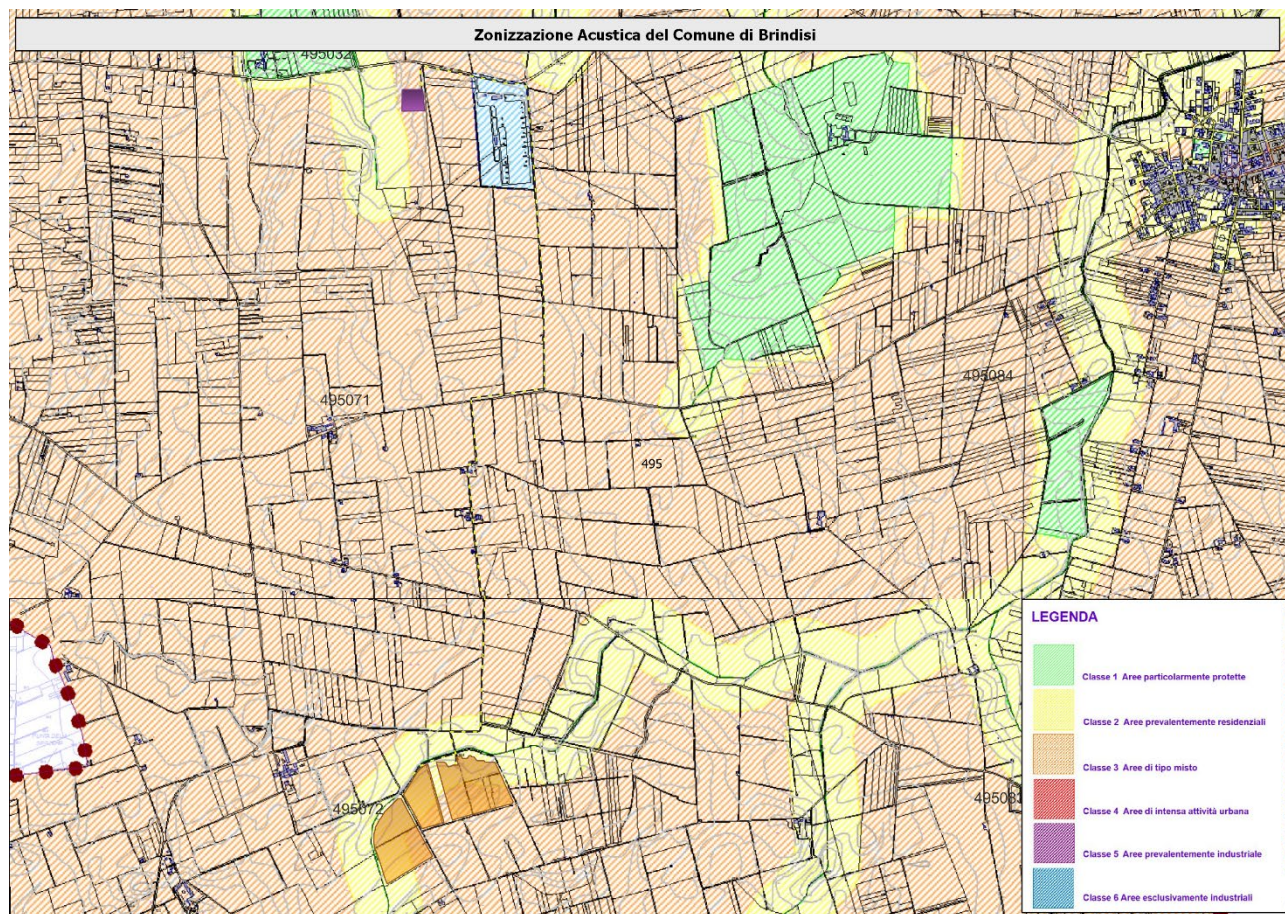 Zonizzazione Acustica del Comune di Brindisi
495032
495071
495084
495
LEGENDA
Classe 1 Aree particolarmente protette
Classe 2 Aree prevalentemente residenziali
Classe 3 Aree di tipo misto
Classe 4 Aree di intensa attività urbana
Classe 5 Aree prevalentemente industriale
Classe 6 Aree esclusivamente industriali
495072